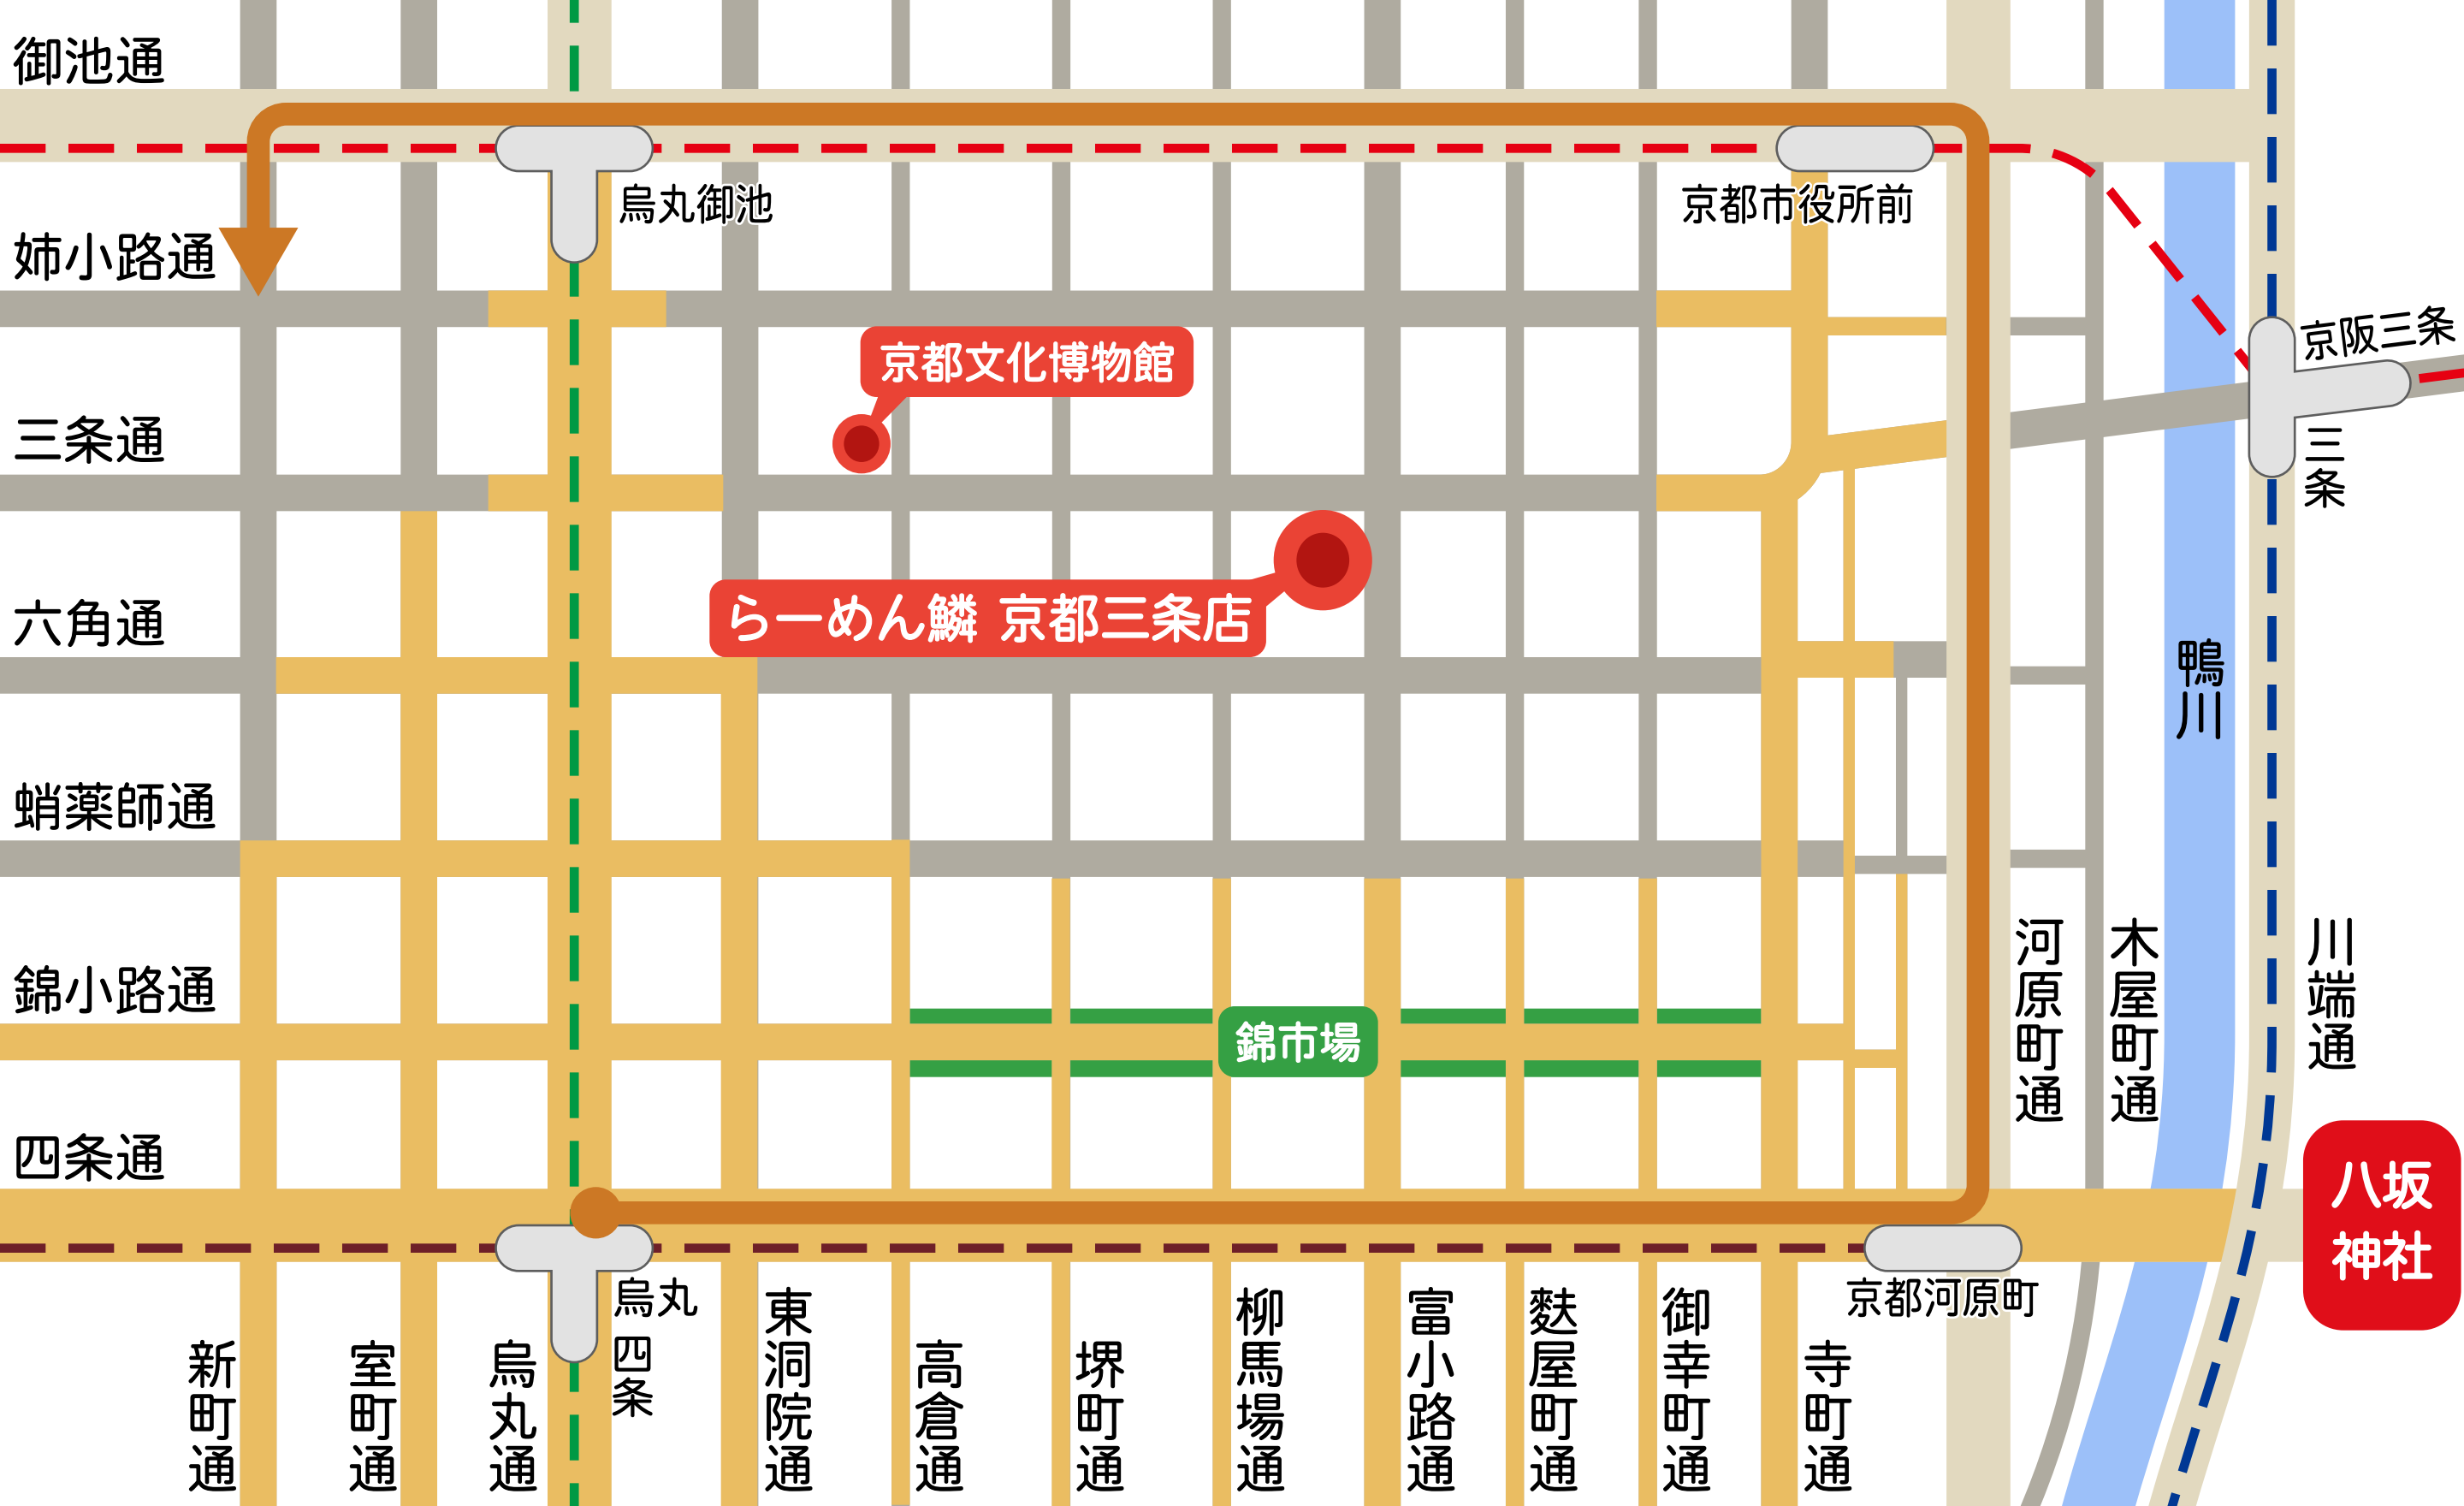 御池通
烏丸御池
京都市役所前
姉小路通
京阪三条
京都文化博物館
三条通
三条
らーめん鱗 京都三条店
六角通
鴨川
蛸薬師通
河原町通
木屋町通
川端通
錦小路通
錦市場
四条通
八坂
神社
烏丸
四条
京都河原町
新町通
室町通
烏丸通
東洞院通
高倉通
堺町通
柳馬場通
富小路通
麩屋町通
御幸町通
寺町通